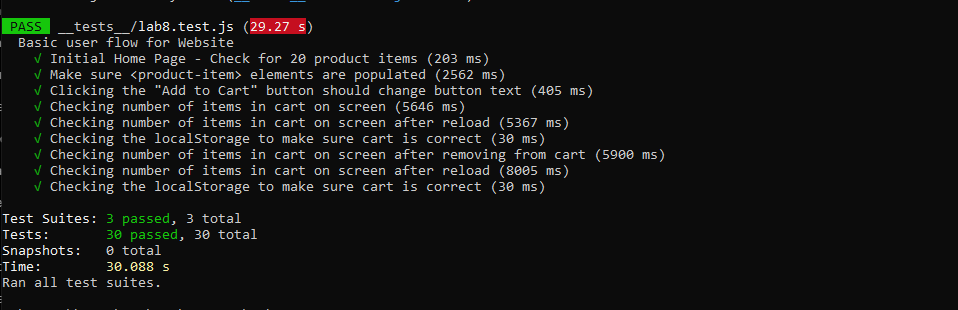 PASS __tests__/lab8.test.js (29.27 s)
Basic user flow for Website
√ Initial Home Page - Check for 20 product items (203 ms)
√ Make sure <product-item> elements are populated (2562 ms)
√ Clicking the "Add to Cart" button should change button text (405 ms)
√ Checking number of items in cart on screen (5646 ms)
√ Checking number of items in cart on screen after reload (5367 ms)
√ Checking the localStorage to make sure cart is correct (30 ms)
√ Checking number of items in cart on screen after removing from cart (5900 ms)
√ Checking number of items in cart on screen after reload (8005 ms)
√ Checking the localStorage to make sure cart is correct (30 ms)
Test Suites: 3 passed, 3 total
Tests: 30 passed, 30 total
Snapshots: 0 total
Time: 30.088 s
Ran all test suites.